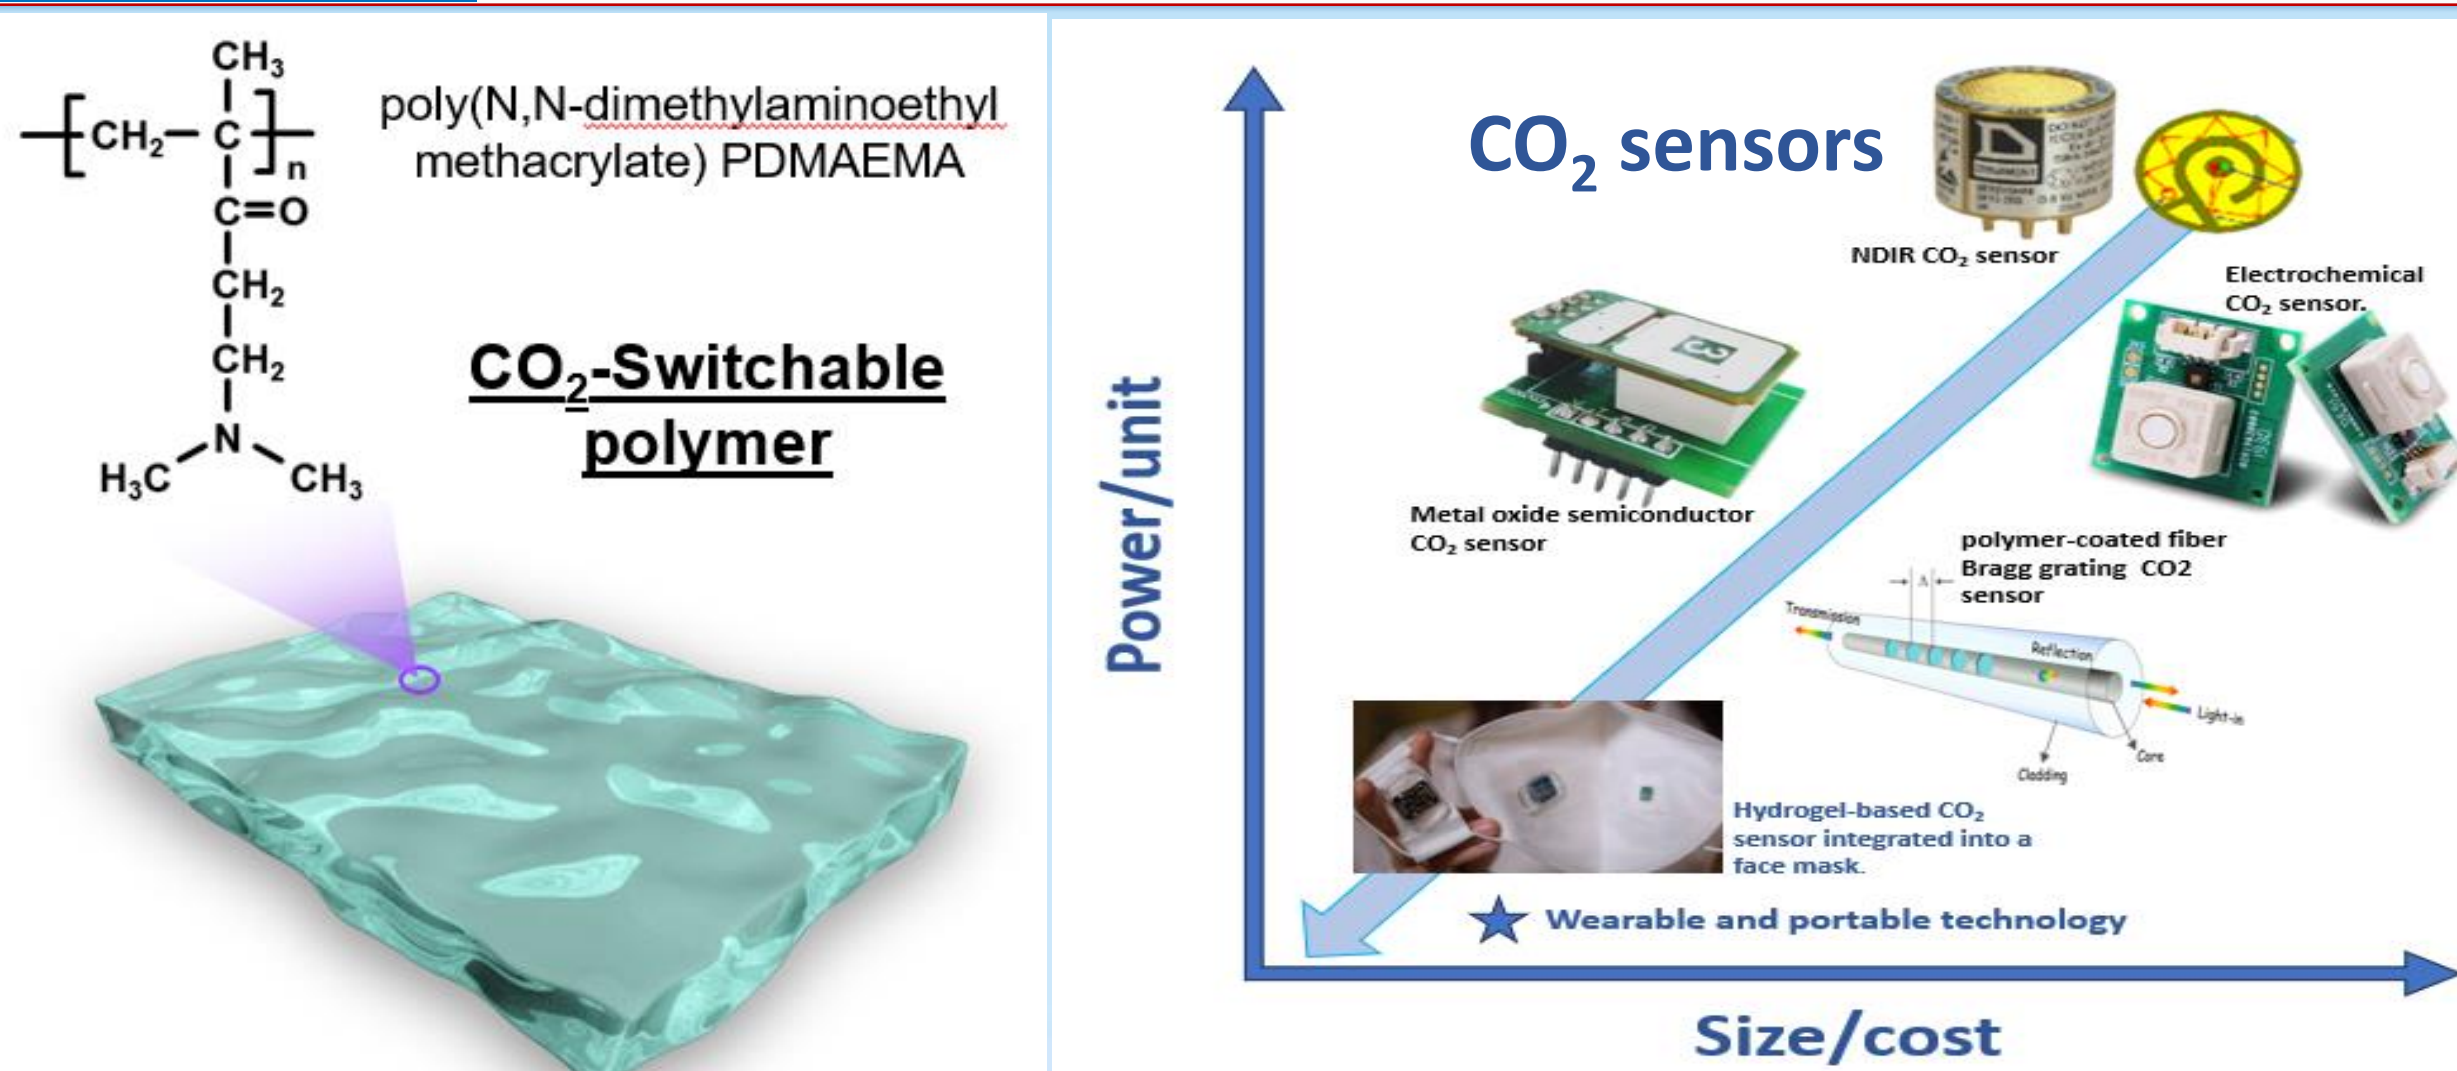 CH₃
CH₂
C
n
C=O
CH₂
CH₂
N
H₃C
CH₃
poly(N,N-dimethylaminoethyl
methacrylate) PDMAEMA
CO₂-Switchable
polymer
CO₂ sensors
NDIR CO₂ sensor
Electrochemical
CO₂ sensor.
Metal oxide semiconductor
CO₂ sensor
polymer-coated fiber
Bragg grating CO2
sensor
Λ
Transmission
Reflection
Light-in
Core
Cladding
Hydrogel-based CO₂
sensor integrated into a
face mask.
Wearable and portable technology
Power/unit
Size/cost